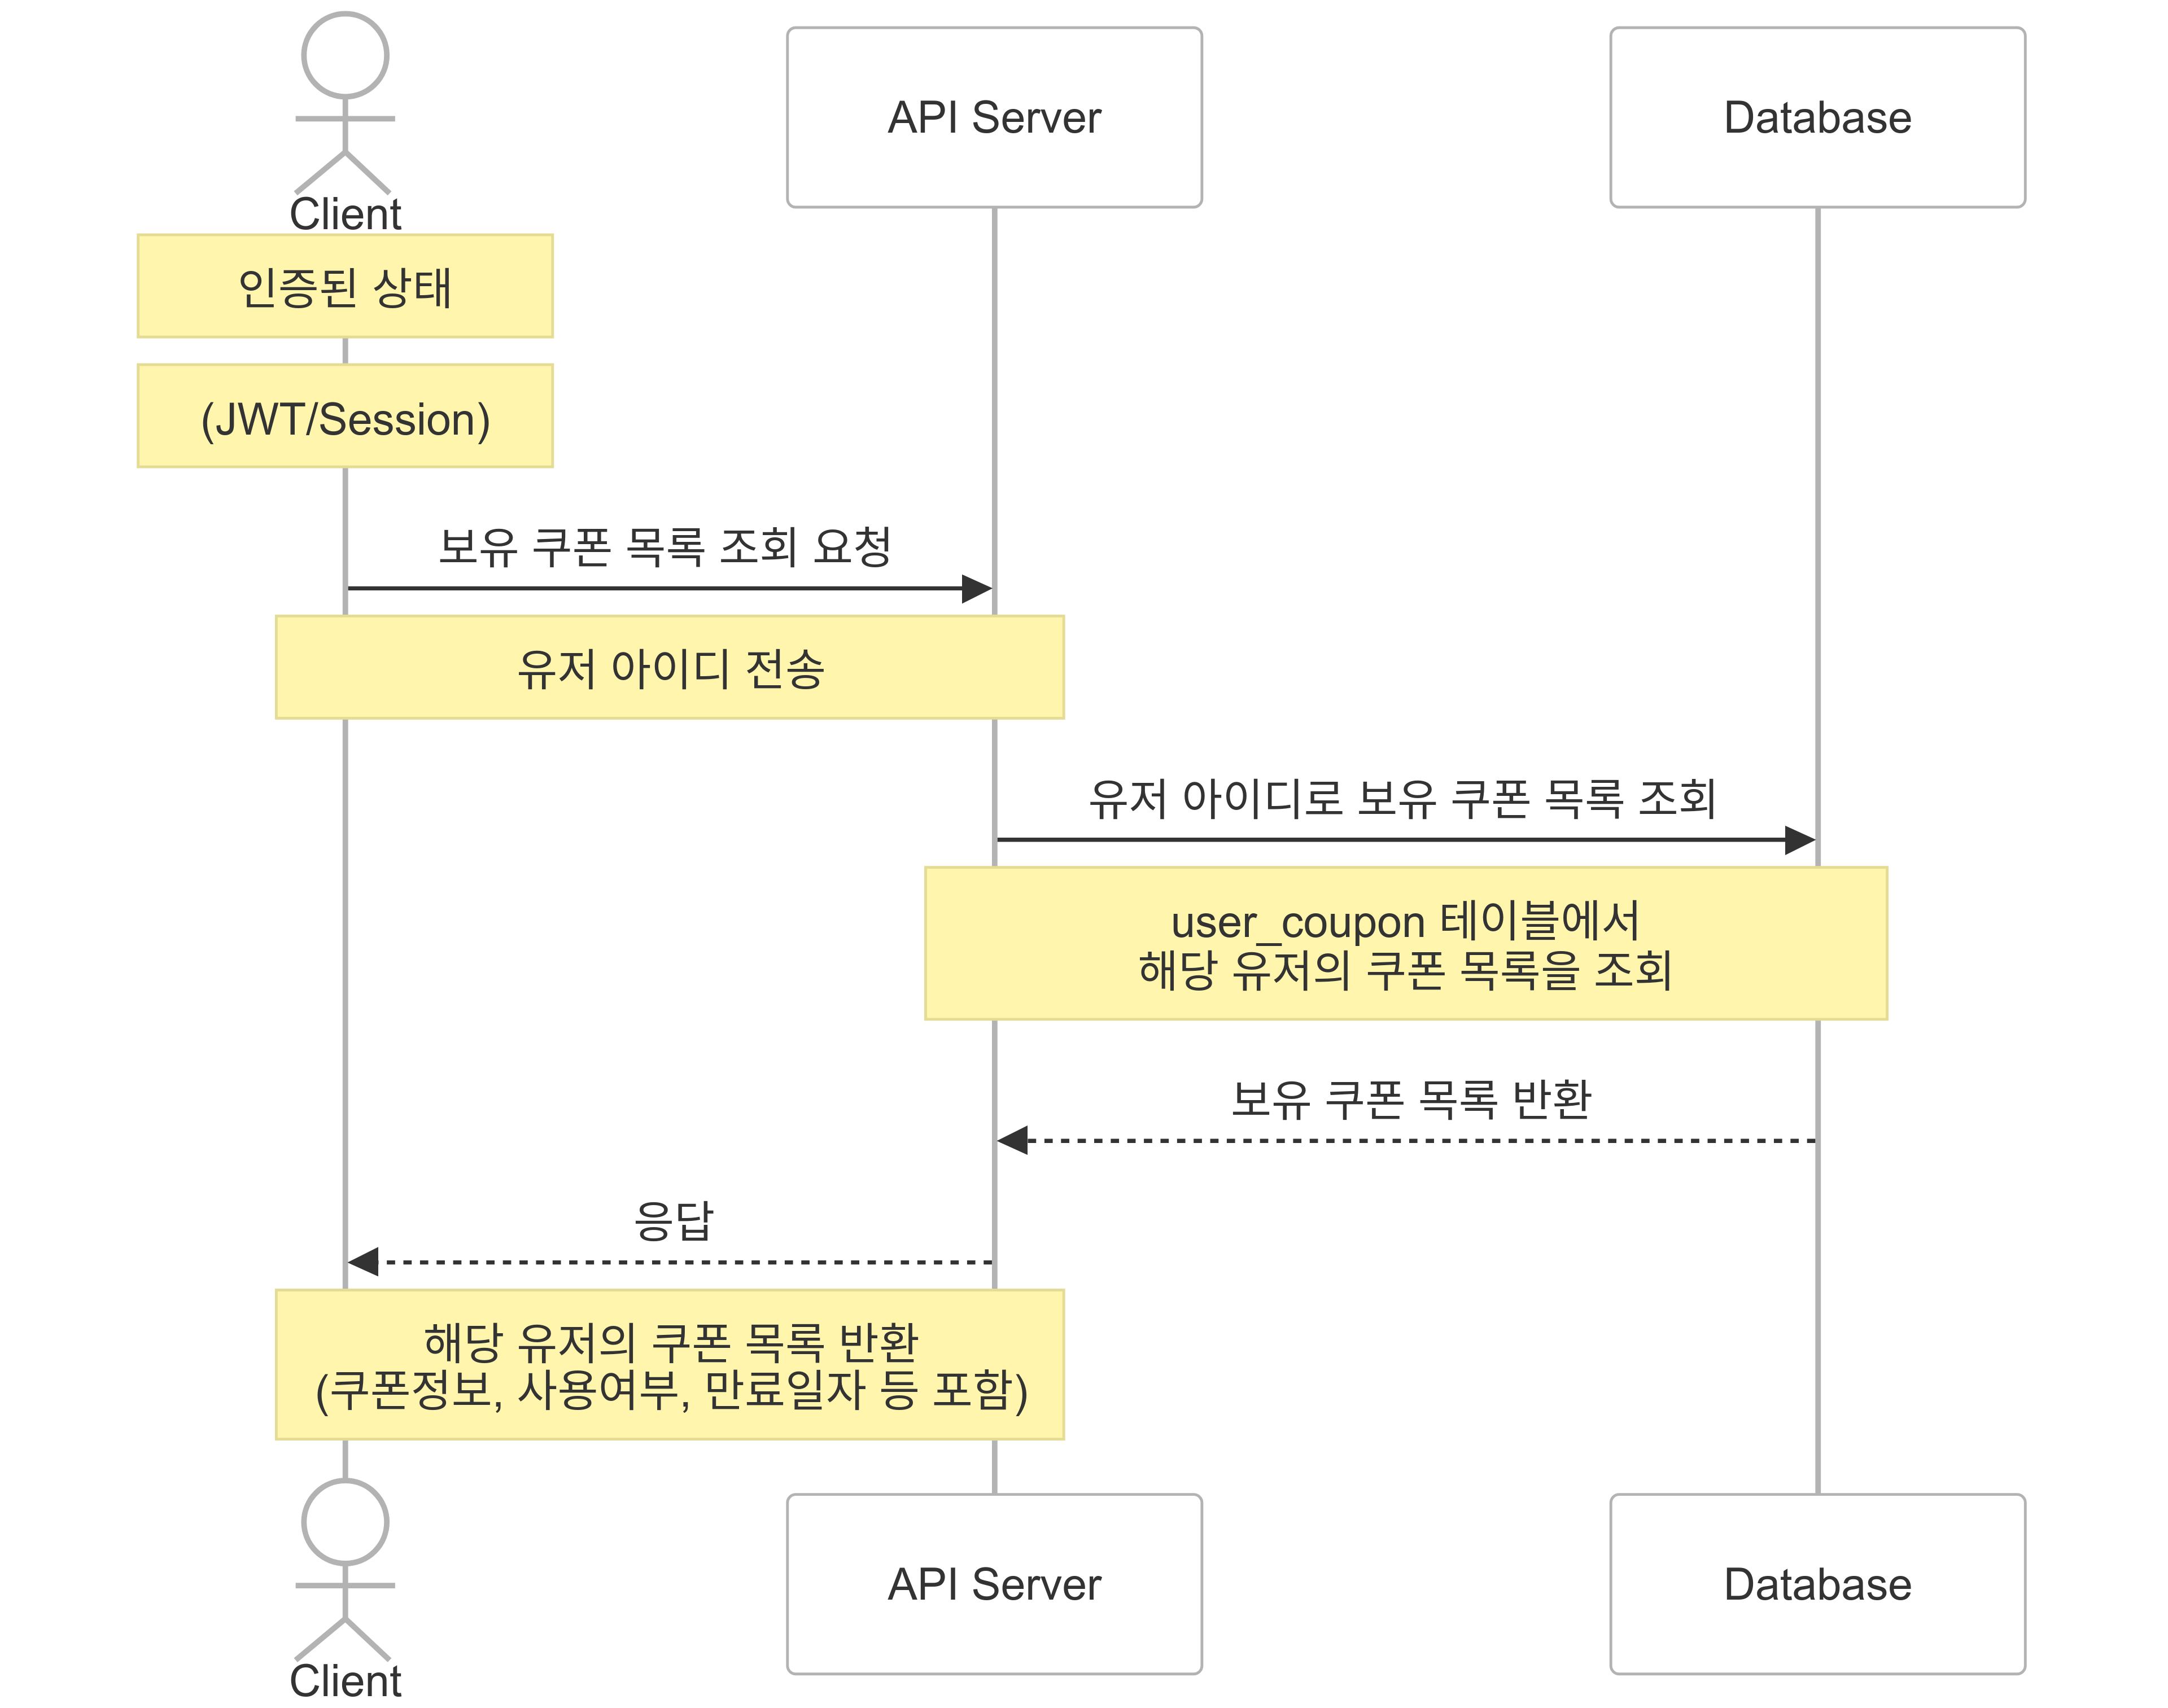 Client
API Server
Database
인증된 상태
(JWT/Session)
보유 쿠폰 목록 조회 요청
유저 아이디 전송
유저 아이디로 보유 쿠폰 목록 조회
user_coupon 테이블에서
해당 유저의 쿠폰 목록을 조회
보유 쿠폰 목록 반환
응답
해당 유저의 쿠폰 목록 반환
(쿠폰정보, 사용여부, 만료일자 등 포함)
Client
API Server
Database